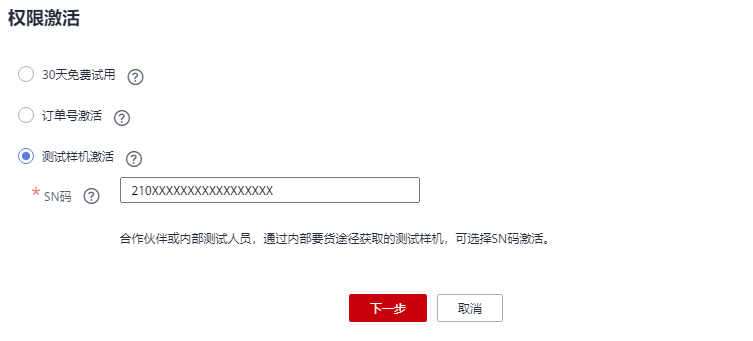 权限激活
30天免费试用 ?
订单号激活 ?
测试样机激活 ?
* SN码 ? 210XXXXXXXXXXXXXXXXX
合作伙伴或内部测试人员，通过内部要货途径获取的测试样机，可选择SN码激活。
下一步 取消